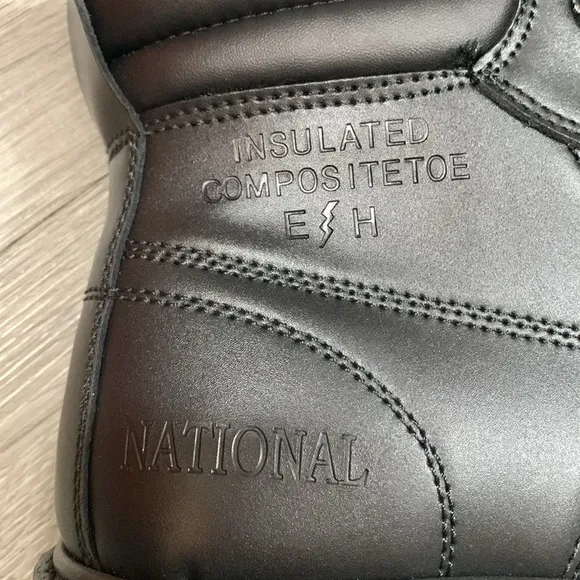 INSULATED
COMPOSITETOE
E⚡H
NATIONAL